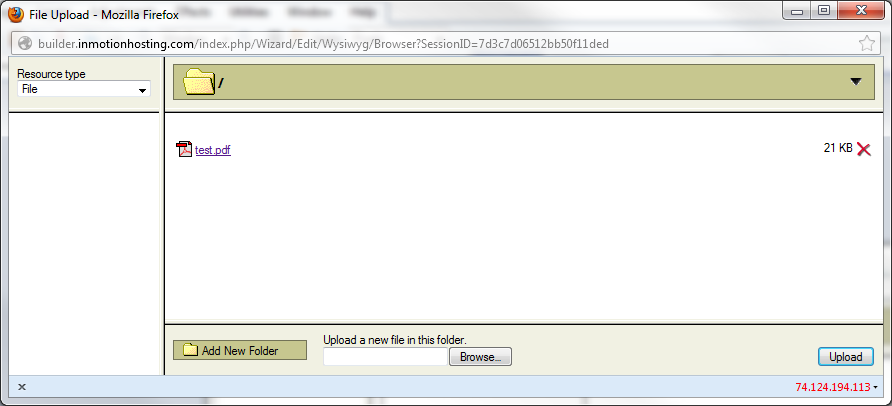 File Upload - Mozilla Firefox
builder.inmotionhosting.com/index.php/Wizard/Edit/Wysiwyg/Browser?SessionID=7d3c7d06512bb50f11ded
Resource type
File
/
test.pdf 21 KB
Add New Folder
Upload a new file in this folder.
Browse... Upload
x 74.124.194.113